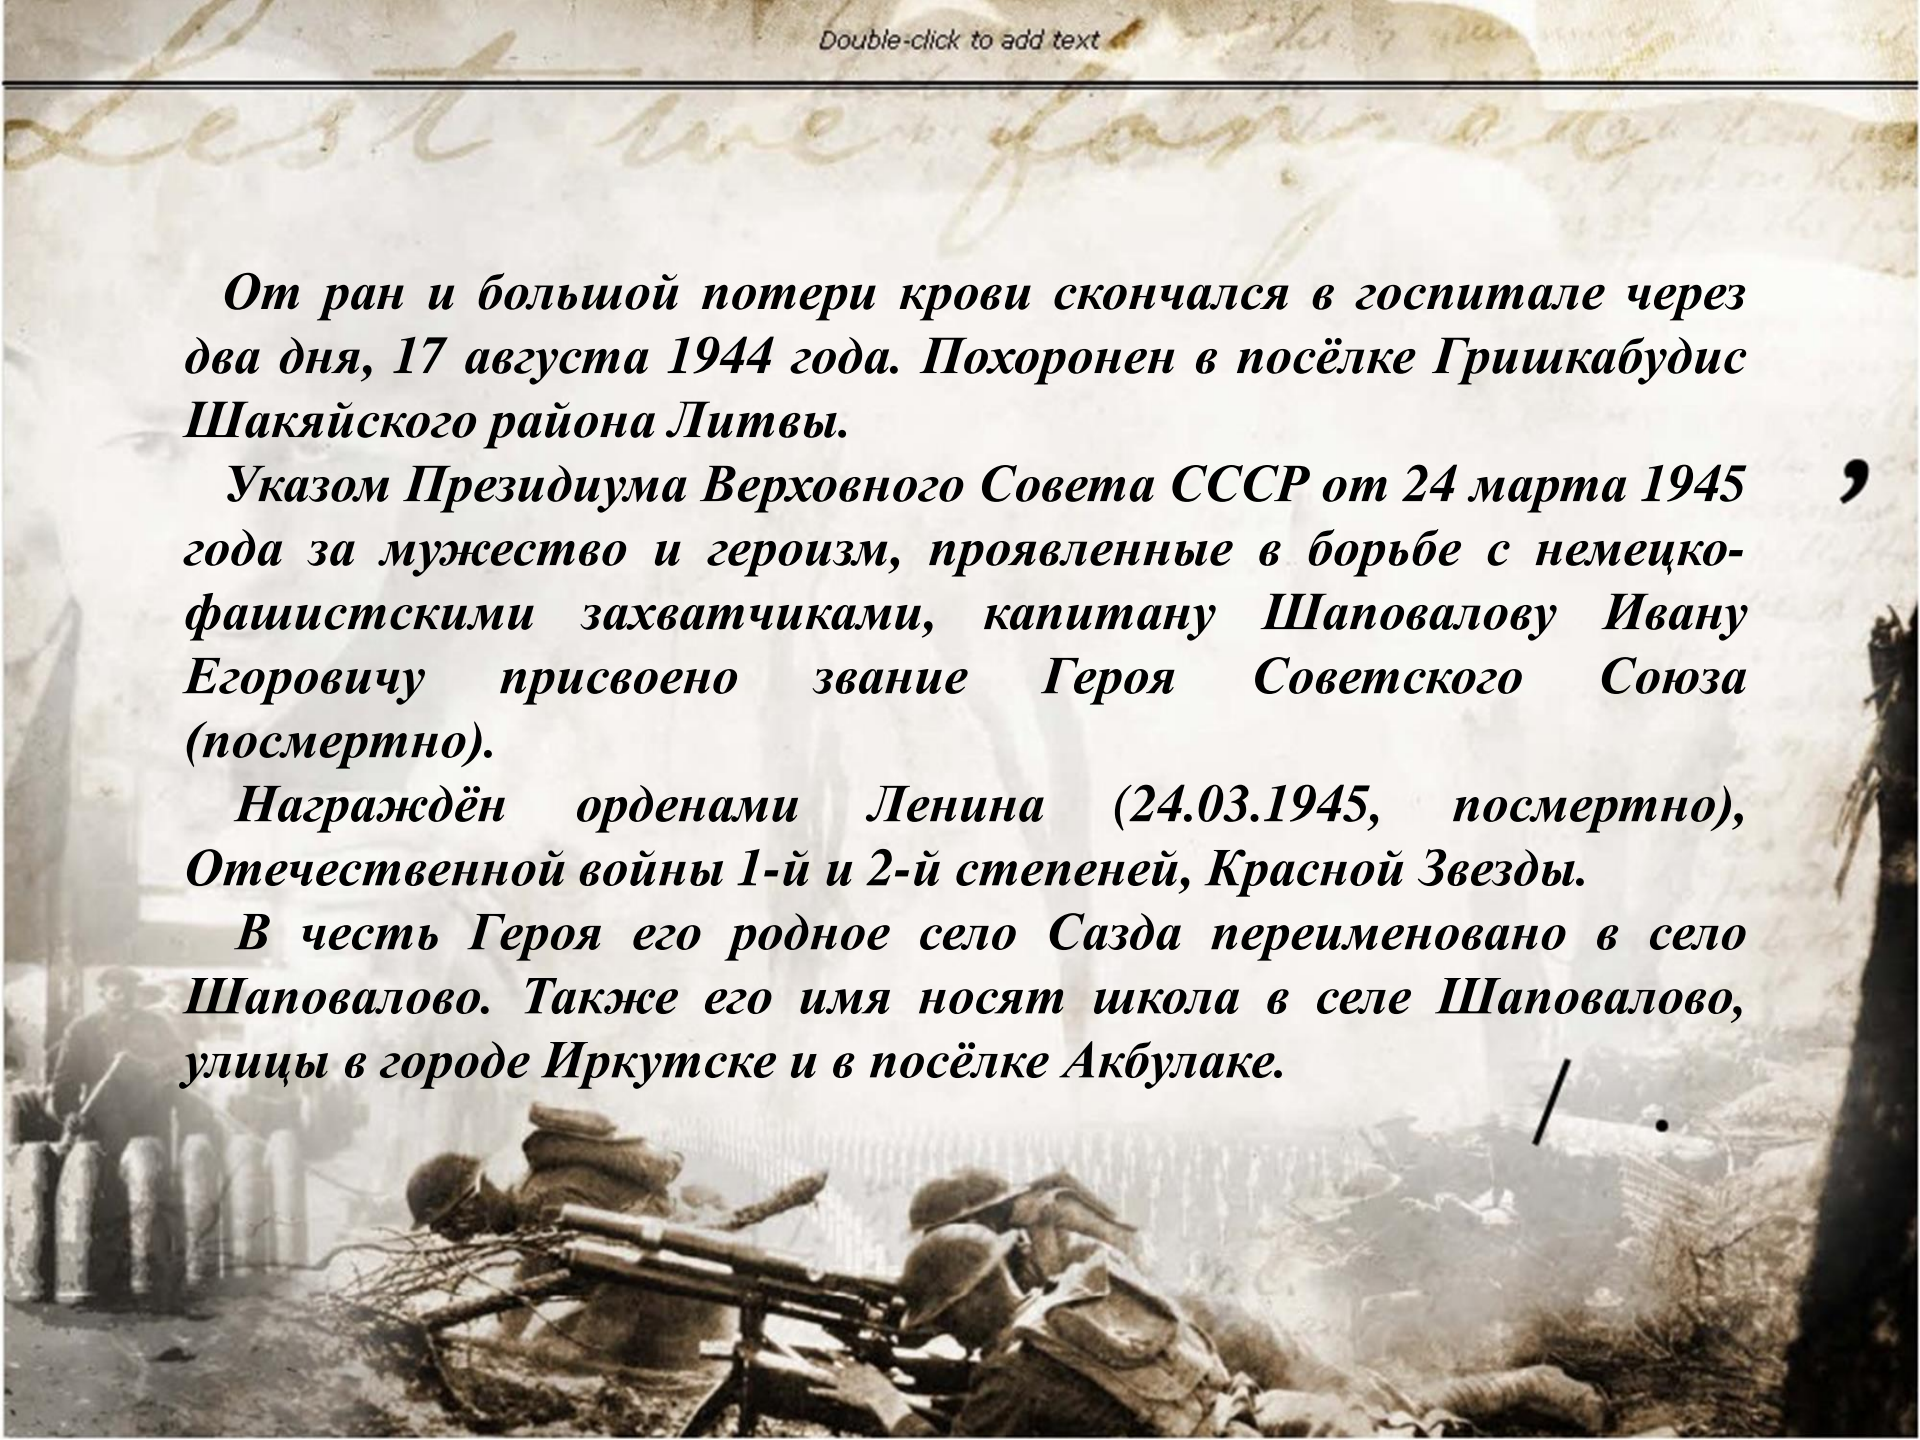 Double-click to add text
Lest we forget
От ран и большой потери крови скончался в госпитале через
два дня, 17 августа 1944 года. Похоронен в посёлке Гришкабудис
Шакяйского района Литвы.
Указом Президиума Верховного Совета СССР от 24 марта 1945
года за мужество и героизм, проявленные в борьбе с немецко-
фашистскими захватчиками, капитану Шаповалову Ивану
Егоровичу присвоено звание Героя Советского Союза
(посмертно).
Награждён орденами Ленина (24.03.1945, посмертно),
Отечественной войны 1-й и 2-й степеней, Красной Звезды.
В честь Героя его родное село Сазда переименовано в село
Шаповалово. Также его имя носят школа в селе Шаповалово,
улицы в городе Иркутске и в посёлке Акбулаке.
,
/ .